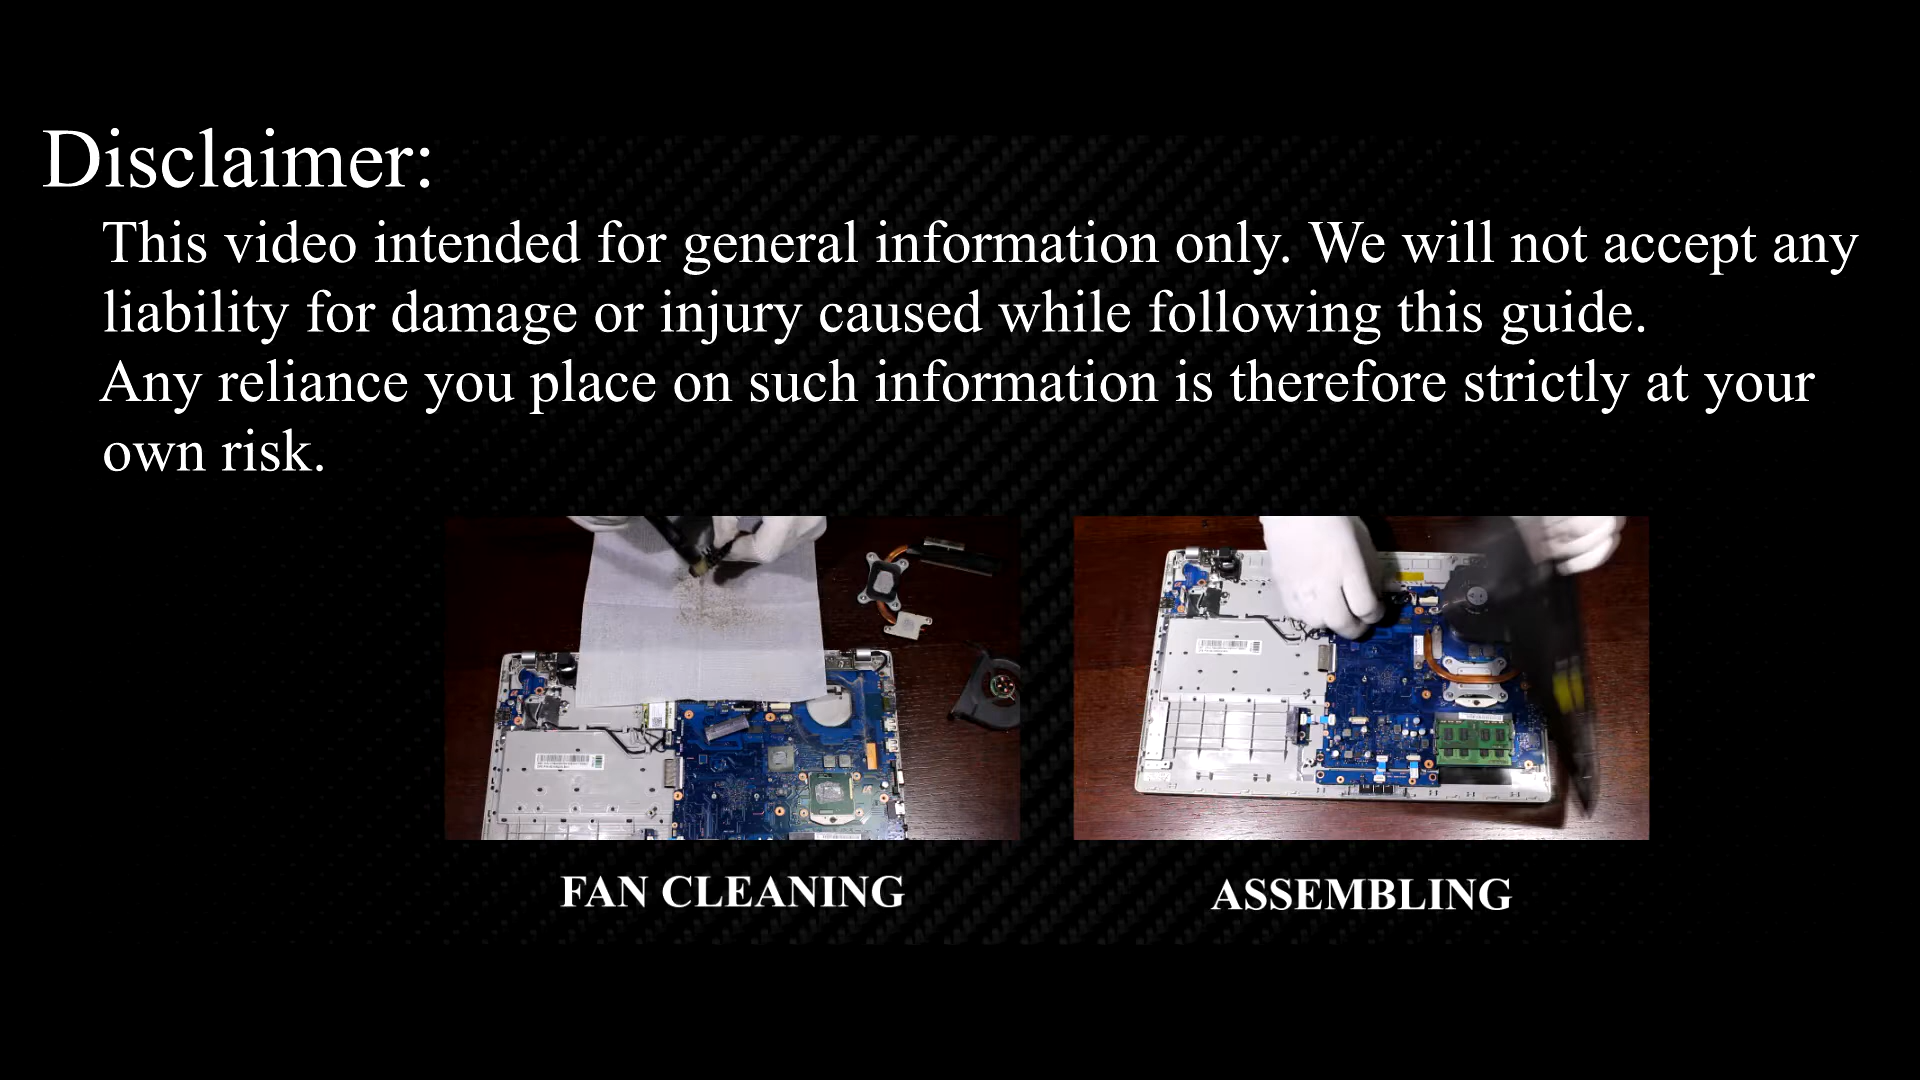 Disclaimer:
This video intended for general information only. We will not accept any
liability for damage or injury caused while following this guide.
Any reliance you place on such information is therefore strictly at your
own risk.
FAN CLEANING
ASSEMBLING